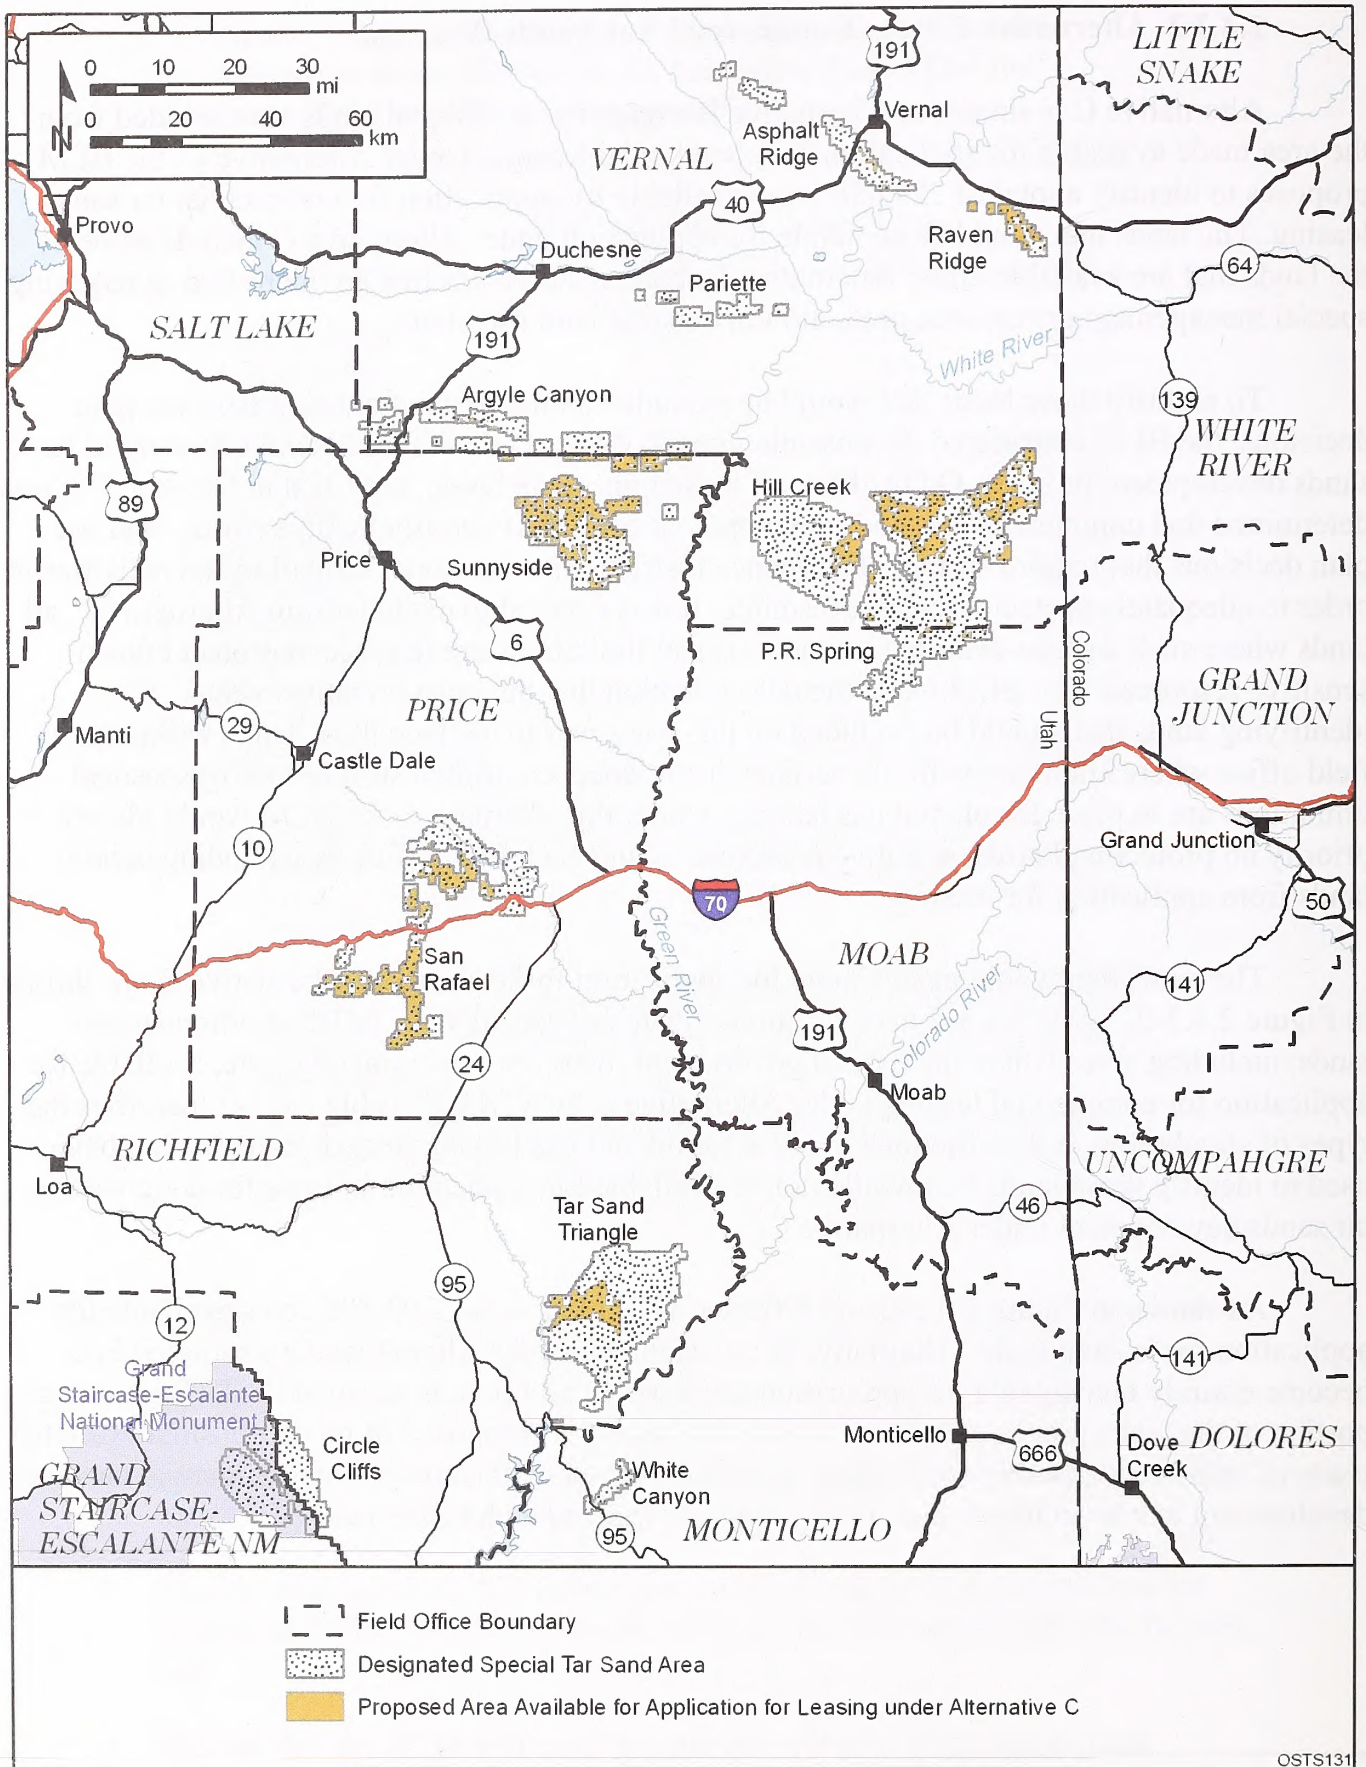 0 10 20 30 mi
0 20 40 60 km
N
191
LITTLE
SNAKE
Vernal
Asphalt
Ridge
VERNAL
40
Provo
Duchesne
Raven
Ridge
64
Pariette
SALT LAKE
191
White River
Argyle Canyon
139
WHITE
RIVER
89
Hill Creek
Price
Sunnyside
6
P.R. Spring
Colorado
Utah
GRAND
JUNCTION
PRICE
29
Manti
Castle Dale
10
Grand Junction
70
50
Green River
MOAB
San
Rafael
141
Colorado River
191
24
Moab
RICHFIELD
UNCOMPAHGRE
Loa
46
Tar Sand
Triangle
95
12
141
Grand
Staircase-Escalante
National Monument
Circle
Cliffs
Monticello
666
Dove
Creek
DOLORES
GRAND
STAIRCASE-
ESCALANTE NM
White
Canyon
95
MONTICELLO
Field Office Boundary
Designated Special Tar Sand Area
Proposed Area Available for Application for Leasing under Alternative C
OSTS131